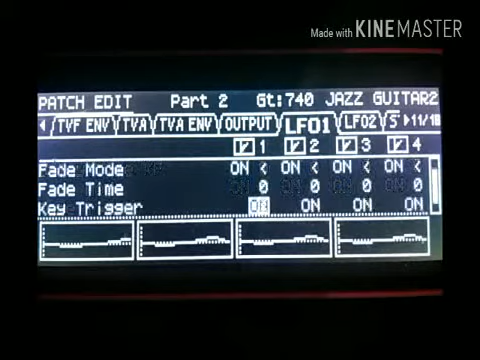 Made with KINEMASTER
PATCH EDIT Part 2 Gt:740 JAZZ GUITAR2
TVF ENV TVA TVA ENV OUTPUT LFO1 LFO2 S 11/18
1 2 3 4
Fade Mode ON < ON < ON < ON <
Fade Time 0 0 0 0
Key Trigger ON ON ON ON